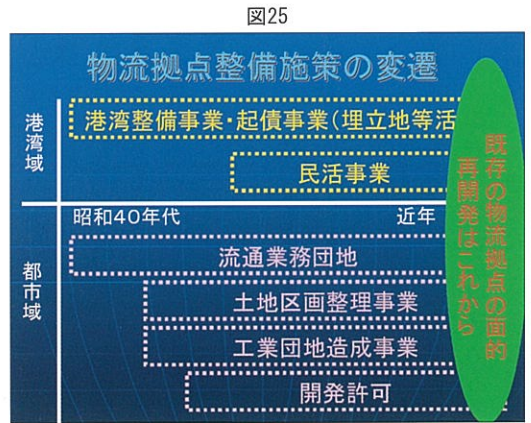 図25
物流拠点整備施策の変遷
港湾域
港湾整備事業・起債事業(埋立地等活
民活事業
昭和40年代
近年
都市域
流通業務団地
土地区画整理事業
工業団地造成事業
開発許可
既存の物流拠点の面的
再開発はこれから